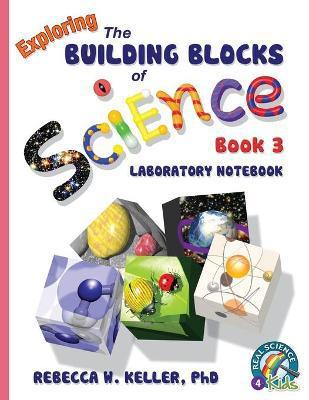 Exploring
The
BUILDING BLOCKS
of
Science
BOOK 3
LABORATORY NOTEBOOK
REAL SCIENCE
4
Kids
REBECCA W. KELLER, PhD